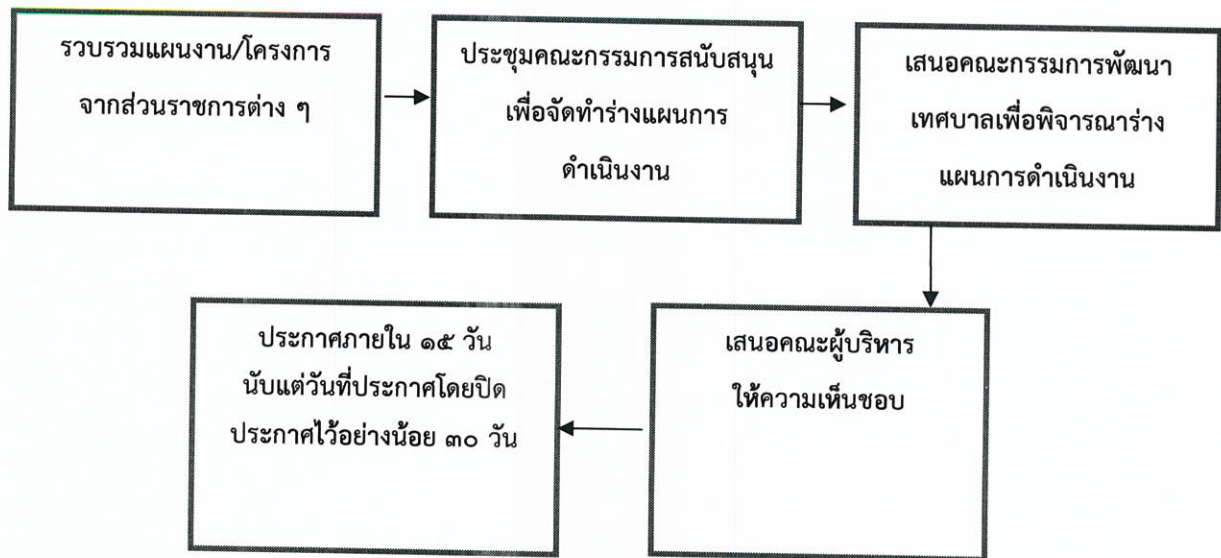 รวบรวมแผนงาน/โครงการ
จากส่วนราชการต่าง ๆ
ประชุมคณะกรรมการสนับสนุน
เพื่อจัดทำร่างแผนการ
ดำเนินงาน
เสนอคณะกรรมการพัฒนา
เทศบาลเพื่อพิจารณาร่าง
แผนการดำเนินงาน
เสนอคณะผู้บริหาร
ให้ความเห็นชอบ
ประกาศภายใน ๑๕ วัน
นับแต่วันที่ประกาศโดยปิด
ประกาศไว้อย่างน้อย ๓๐ วัน